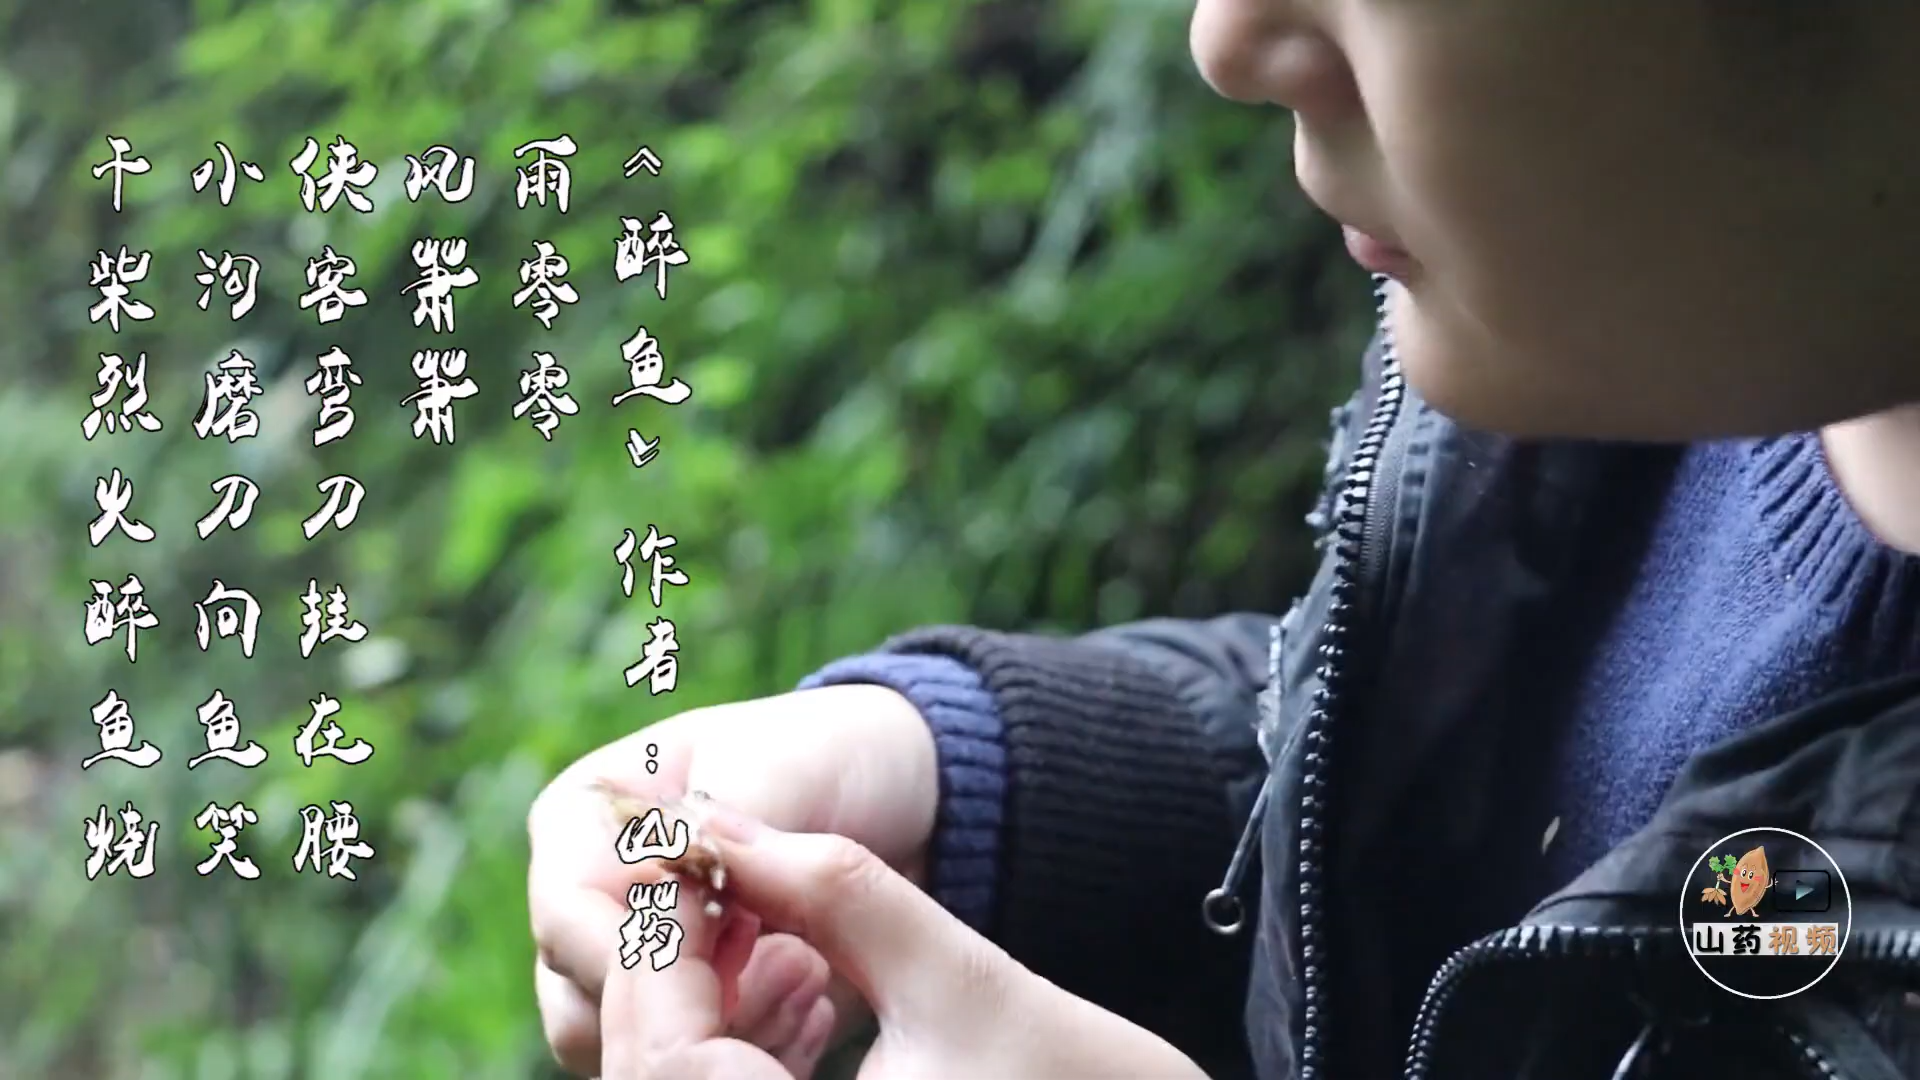 《醉鱼》作者：山药
雨零零
风萧萧
侠客弯刀挂在腰
小沟磨刀向鱼笑
干柴烈火醉鱼烧
山药视频